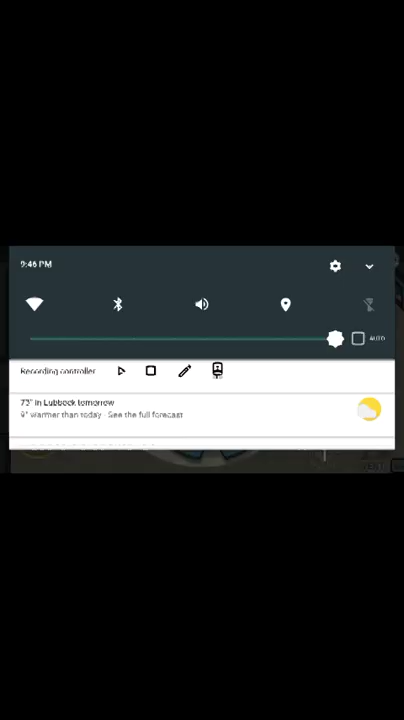 9:46 PM
AUTO
Recording controller
73° in Lubbock tomorrow
9° warmer than today · See the full forecast